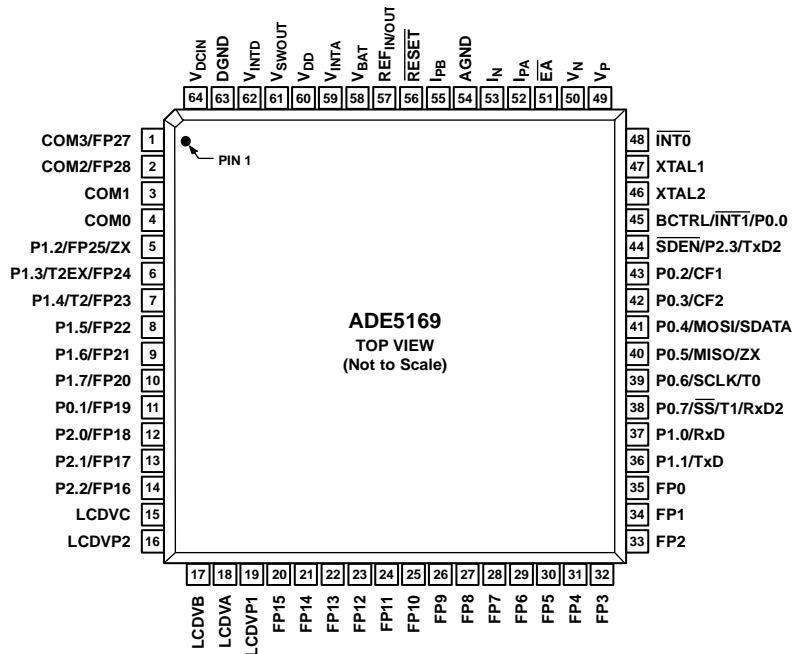 VDCIN
DGND
VINTD
VSWOUT
VDD
VINTA
VBAT
REFIN/OUT
RESET
IPB
AGND
IN
IPA
EA
VN
VP
64 63 62 61 60 59 58 57 56 55 54 53 52 51 50 49
COM3/FP27 1
COM2/FP28 2
COM1 3
COM0 4
P1.2/FP25/ZX 5
P1.3/T2EX/FP24 6
P1.4/T2/FP23 7
P1.5/FP22 8
P1.6/FP21 9
P1.7/FP20 10
P0.1/FP19 11
P2.0/FP18 12
P2.1/FP17 13
P2.2/FP16 14
LCDVC 15
LCDVP2 16
PIN 1
ADE5169
TOP VIEW
(Not to Scale)
48 INT0
47 XTAL1
46 XTAL2
45 BCTRL/INT1/P0.0
44 SDEN/P2.3/TxD2
43 P0.2/CF1
42 P0.3/CF2
41 P0.4/MOSI/SDATA
40 P0.5/MISO/ZX
39 P0.6/SCLK/T0
38 P0.7/SS/T1/RxD2
37 P1.0/RxD
36 P1.1/TxD
35 FP0
34 FP1
33 FP2
17 18 19 20 21 22 23 24 25 26 27 28 29 30 31 32
LCDVB
LCDVA
LCDVP1
FP15
FP14
FP13
FP12
FP11
FP10
FP9
FP8
FP7
FP6
FP5
FP4
FP3